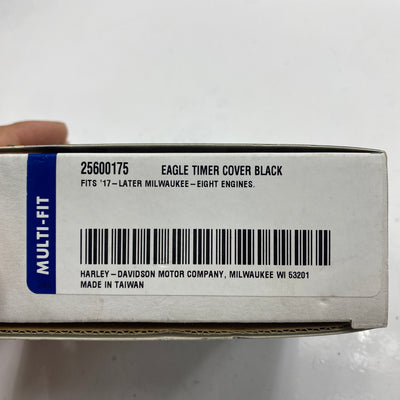 MULTI-FIT
25600175 EAGLE TIMER COVER BLACK
FITS '17-LATER MILWAUKEE-EIGHT ENGINES.
HARLEY-DAVIDSON MOTOR COMPANY, MILWAUKEE WI 53201
MADE IN TAIWAN